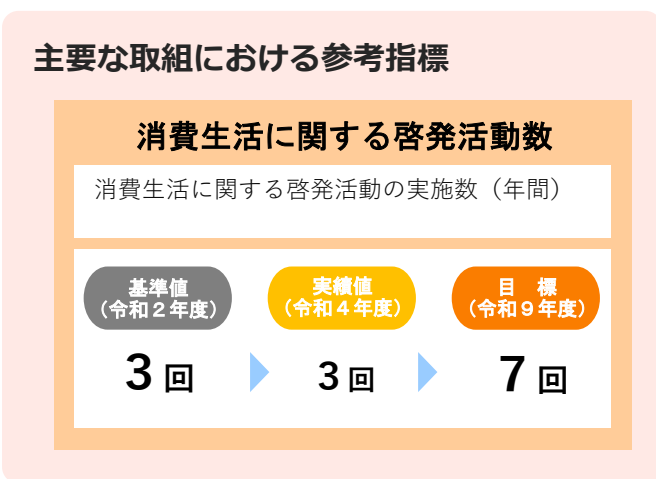 主要な取組における参考指標
消費生活に関する啓発活動数
消費生活に関する啓発活動の実施数（年間）
基準値
（令和２年度）
実績値
（令和４年度）
目　標
（令和９年度）
3 回
3 回
7 回